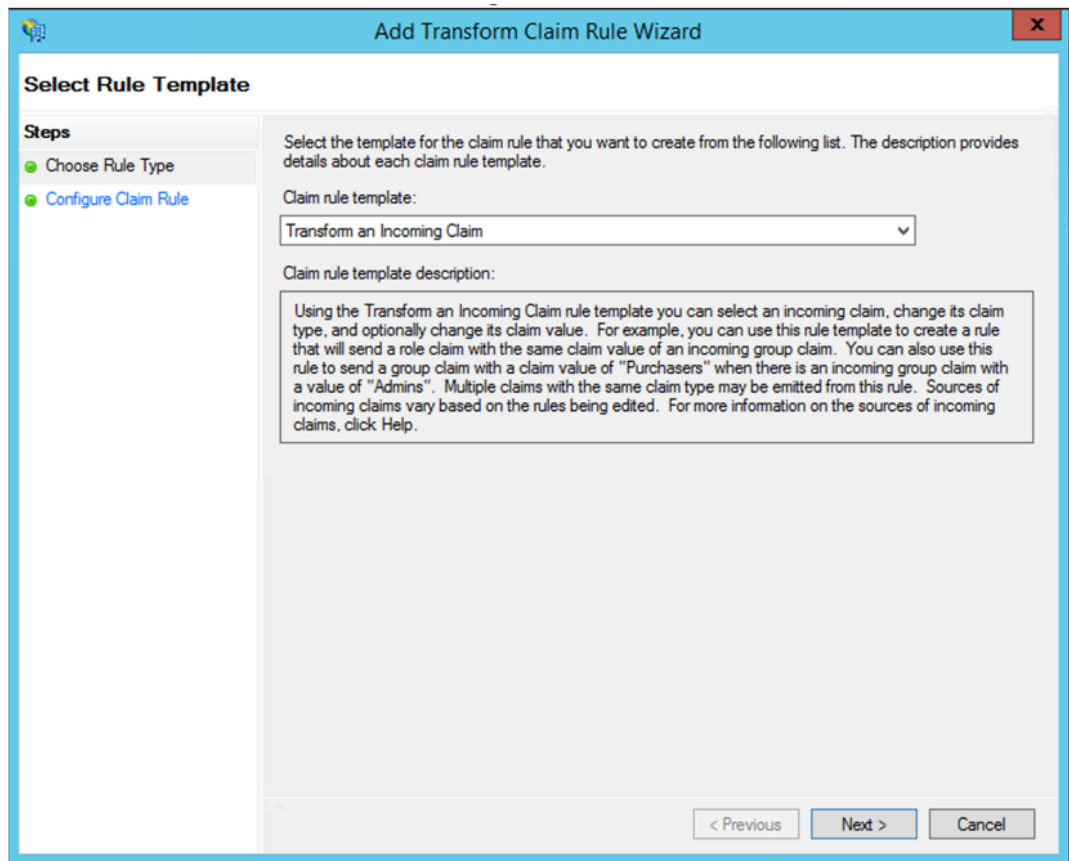 Add Transform Claim Rule Wizard
x
Select Rule Template
Steps
Choose Rule Type
Configure Claim Rule
Select the template for the claim rule that you want to create from the following list. The description provides
details about each claim rule template.
Claim rule template:
Transform an Incoming Claim
Claim rule template description:
Using the Transform an Incoming Claim rule template you can select an incoming claim, change its claim
type, and optionally change its claim value. For example, you can use this rule template to create a rule
that will send a role claim with the same claim value of an incoming group claim. You can also use this
rule to send a group claim with a claim value of "Purchasers" when there is an incoming group claim with
a value of "Admins". Multiple claims with the same claim type may be emitted from this rule. Sources of
incoming claims vary based on the rules being edited. For more information on the sources of incoming
claims, click Help.
< Previous
Next >
Cancel